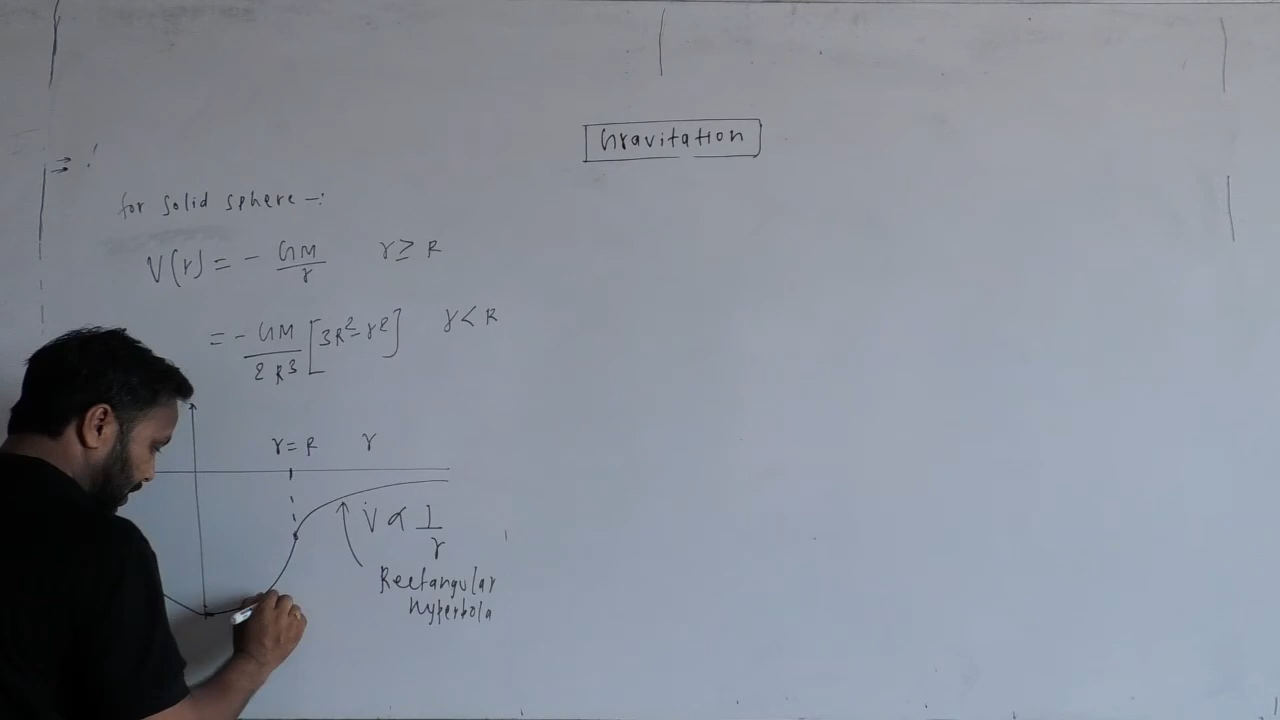 Gravitation
for solid sphere -:
V(r) = - GM/r r ≥ R
= - GM/2R³ [3R²-r²] r < R
r = R r
V ∝ 1/r
Rectangular
hyperbola